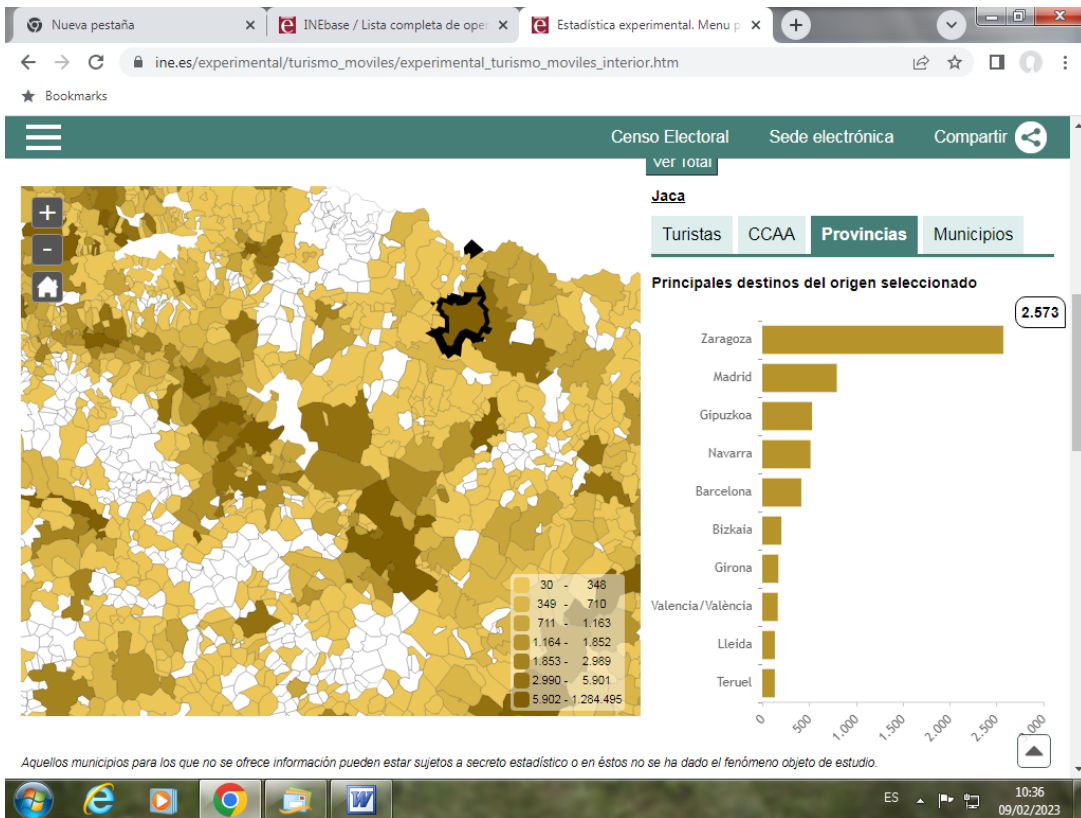 Nueva pestaña
INEbase / Lista completa de oper
Estadística experimental. Menu p
ine.es/experimental/turismo_moviles/experimental_turismo_moviles_interior.htm
Bookmarks
Censo Electoral Sede electrónica Compartir
Ver Total
Jaca
Turistas CCAA Provincias Municipios
Principales destinos del origen seleccionado
2.573
Zaragoza
Madrid
Gipuzkoa
Navarra
Barcelona
Bizkaia
Girona
Valencia/València
Lleida
Teruel
0 500 1.000 1.500 2.000 2.500
+
-
30 - 348
349 - 710
711 - 1.163
1.164 - 1.852
1.853 - 2.989
2.990 - 5.901
5.902 - 1.284.495
Aquellos municipios para los que no se ofrece información pueden estar sujetos a secreto estadístico o en éstos no se ha dado el fenómeno objeto de estudio.
ES
10:36
09/02/2023